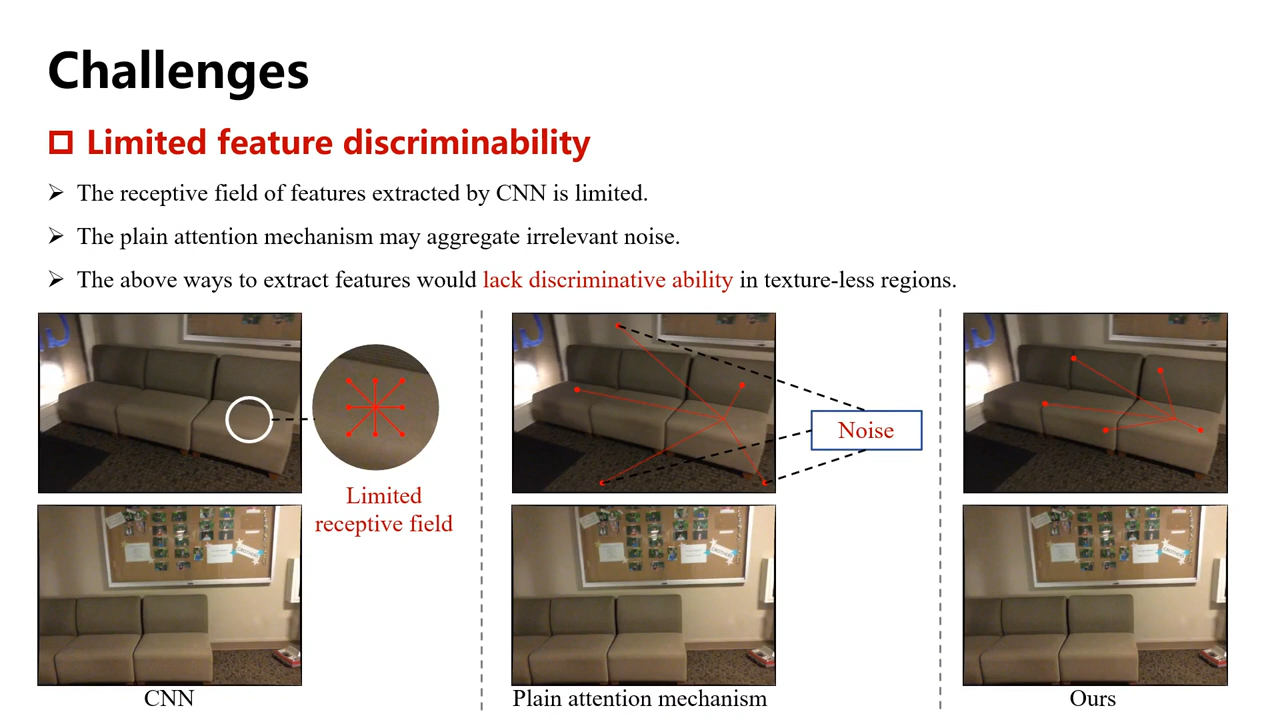 Challenges
Limited feature discriminability
The receptive field of features extracted by CNN is limited.
The plain attention mechanism may aggregate irrelevant noise.
The above ways to extract features would lack discriminative ability in texture-less regions.
Limited
receptive field
Noise
CNN
Plain attention mechanism
Ours